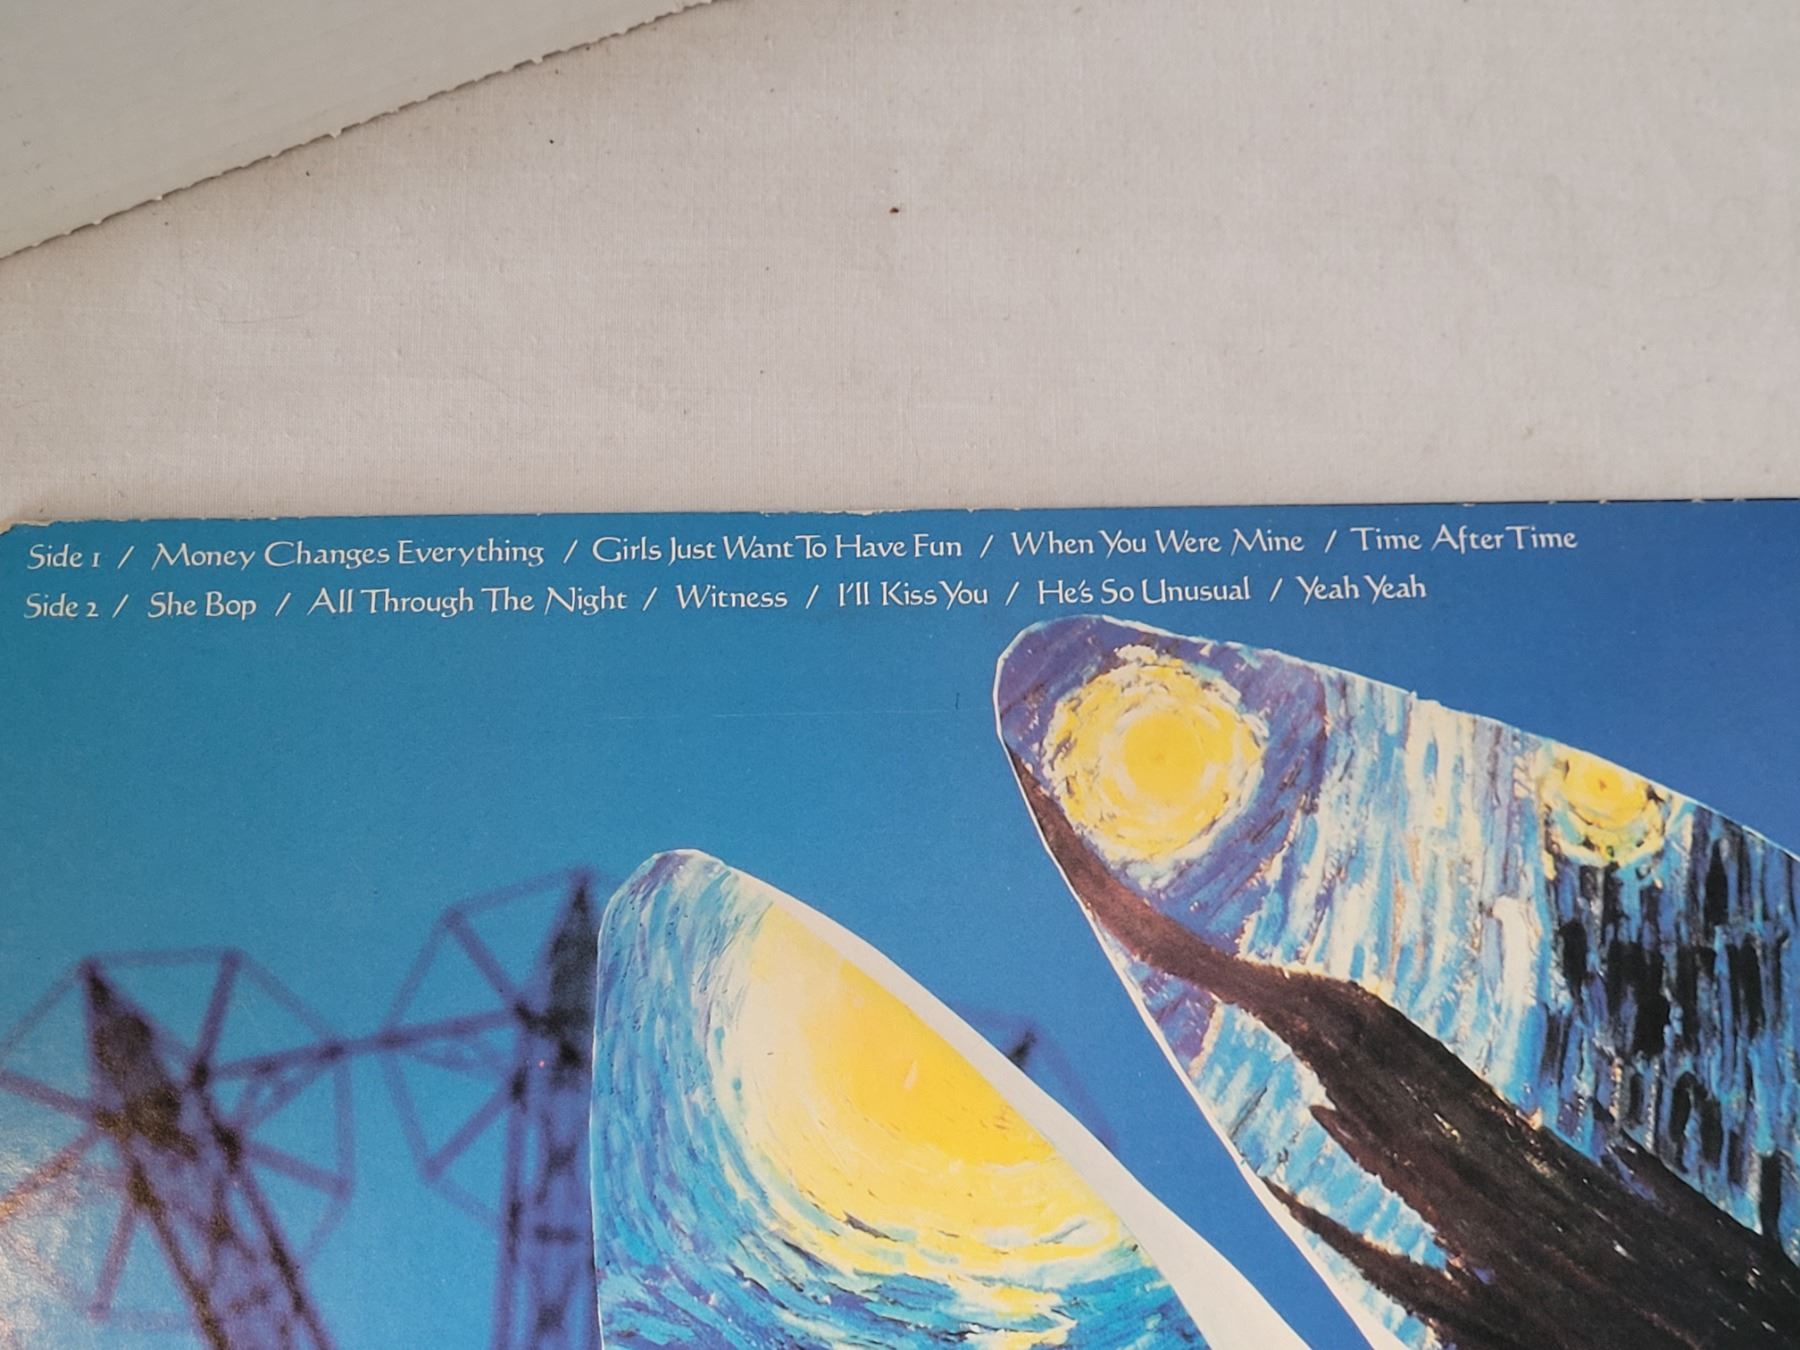 Side 1 / Money Changes Everything / Girls Just Want To Have Fun / When You Were Mine / Time After Time
Side 2 / She Bop / All Through The Night / Witness / I'll Kiss You / He's So Unusual / Yeah Yeah